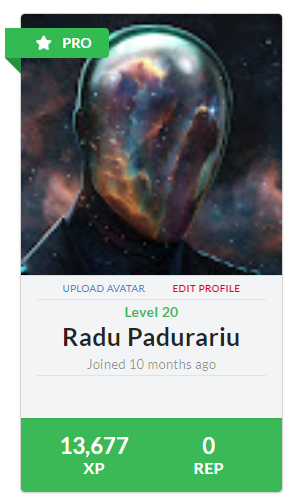 PRO
UPLOAD AVATAR EDIT PROFILE
Level 20
Radu Padurariu
Joined 10 months ago
13,677 0
XP REP